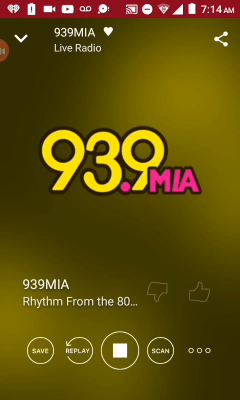 7:14 AM
939MIA
Live Radio
93.9 MIA
939MIA
Rhythm From the 80...
SAVE
REPLAY
SCAN